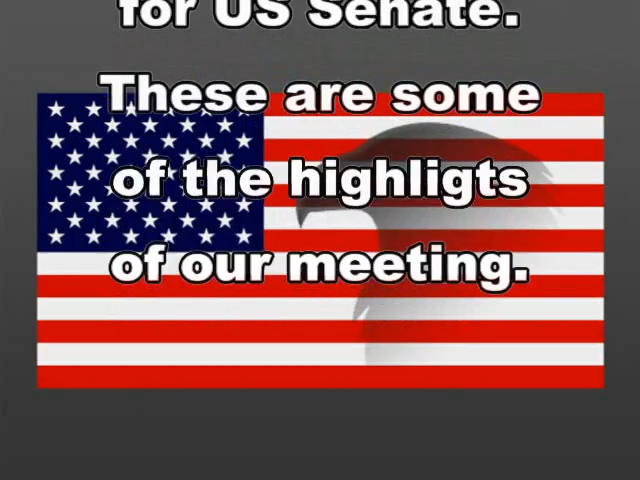 for US Senate.
These are some
of the highligts
of our meeting.